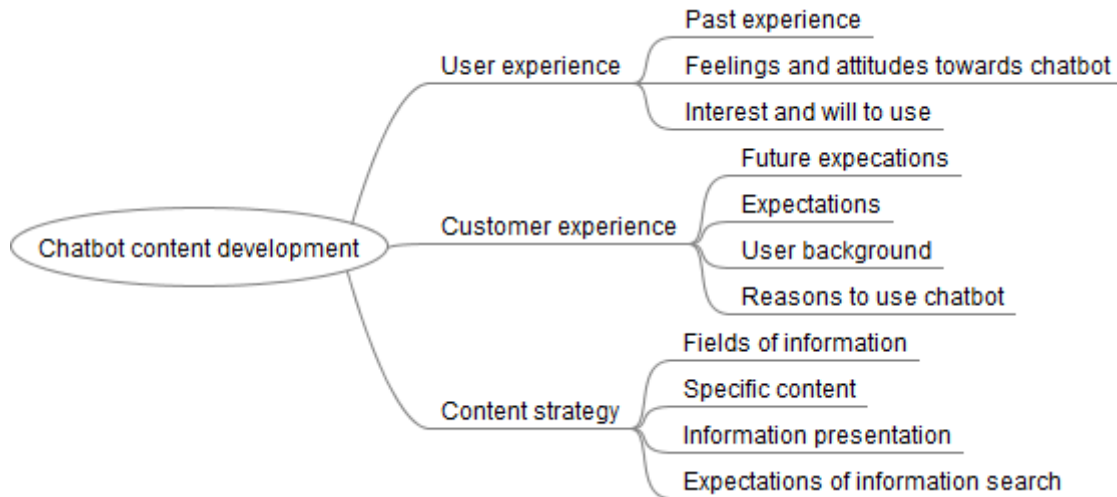 Chatbot content development
User experience
Past experience
Feelings and attitudes towards chatbot
Interest and will to use
Customer experience
Future expecations
Expectations
User background
Reasons to use chatbot
Content strategy
Fields of information
Specific content
Information presentation
Expectations of information search